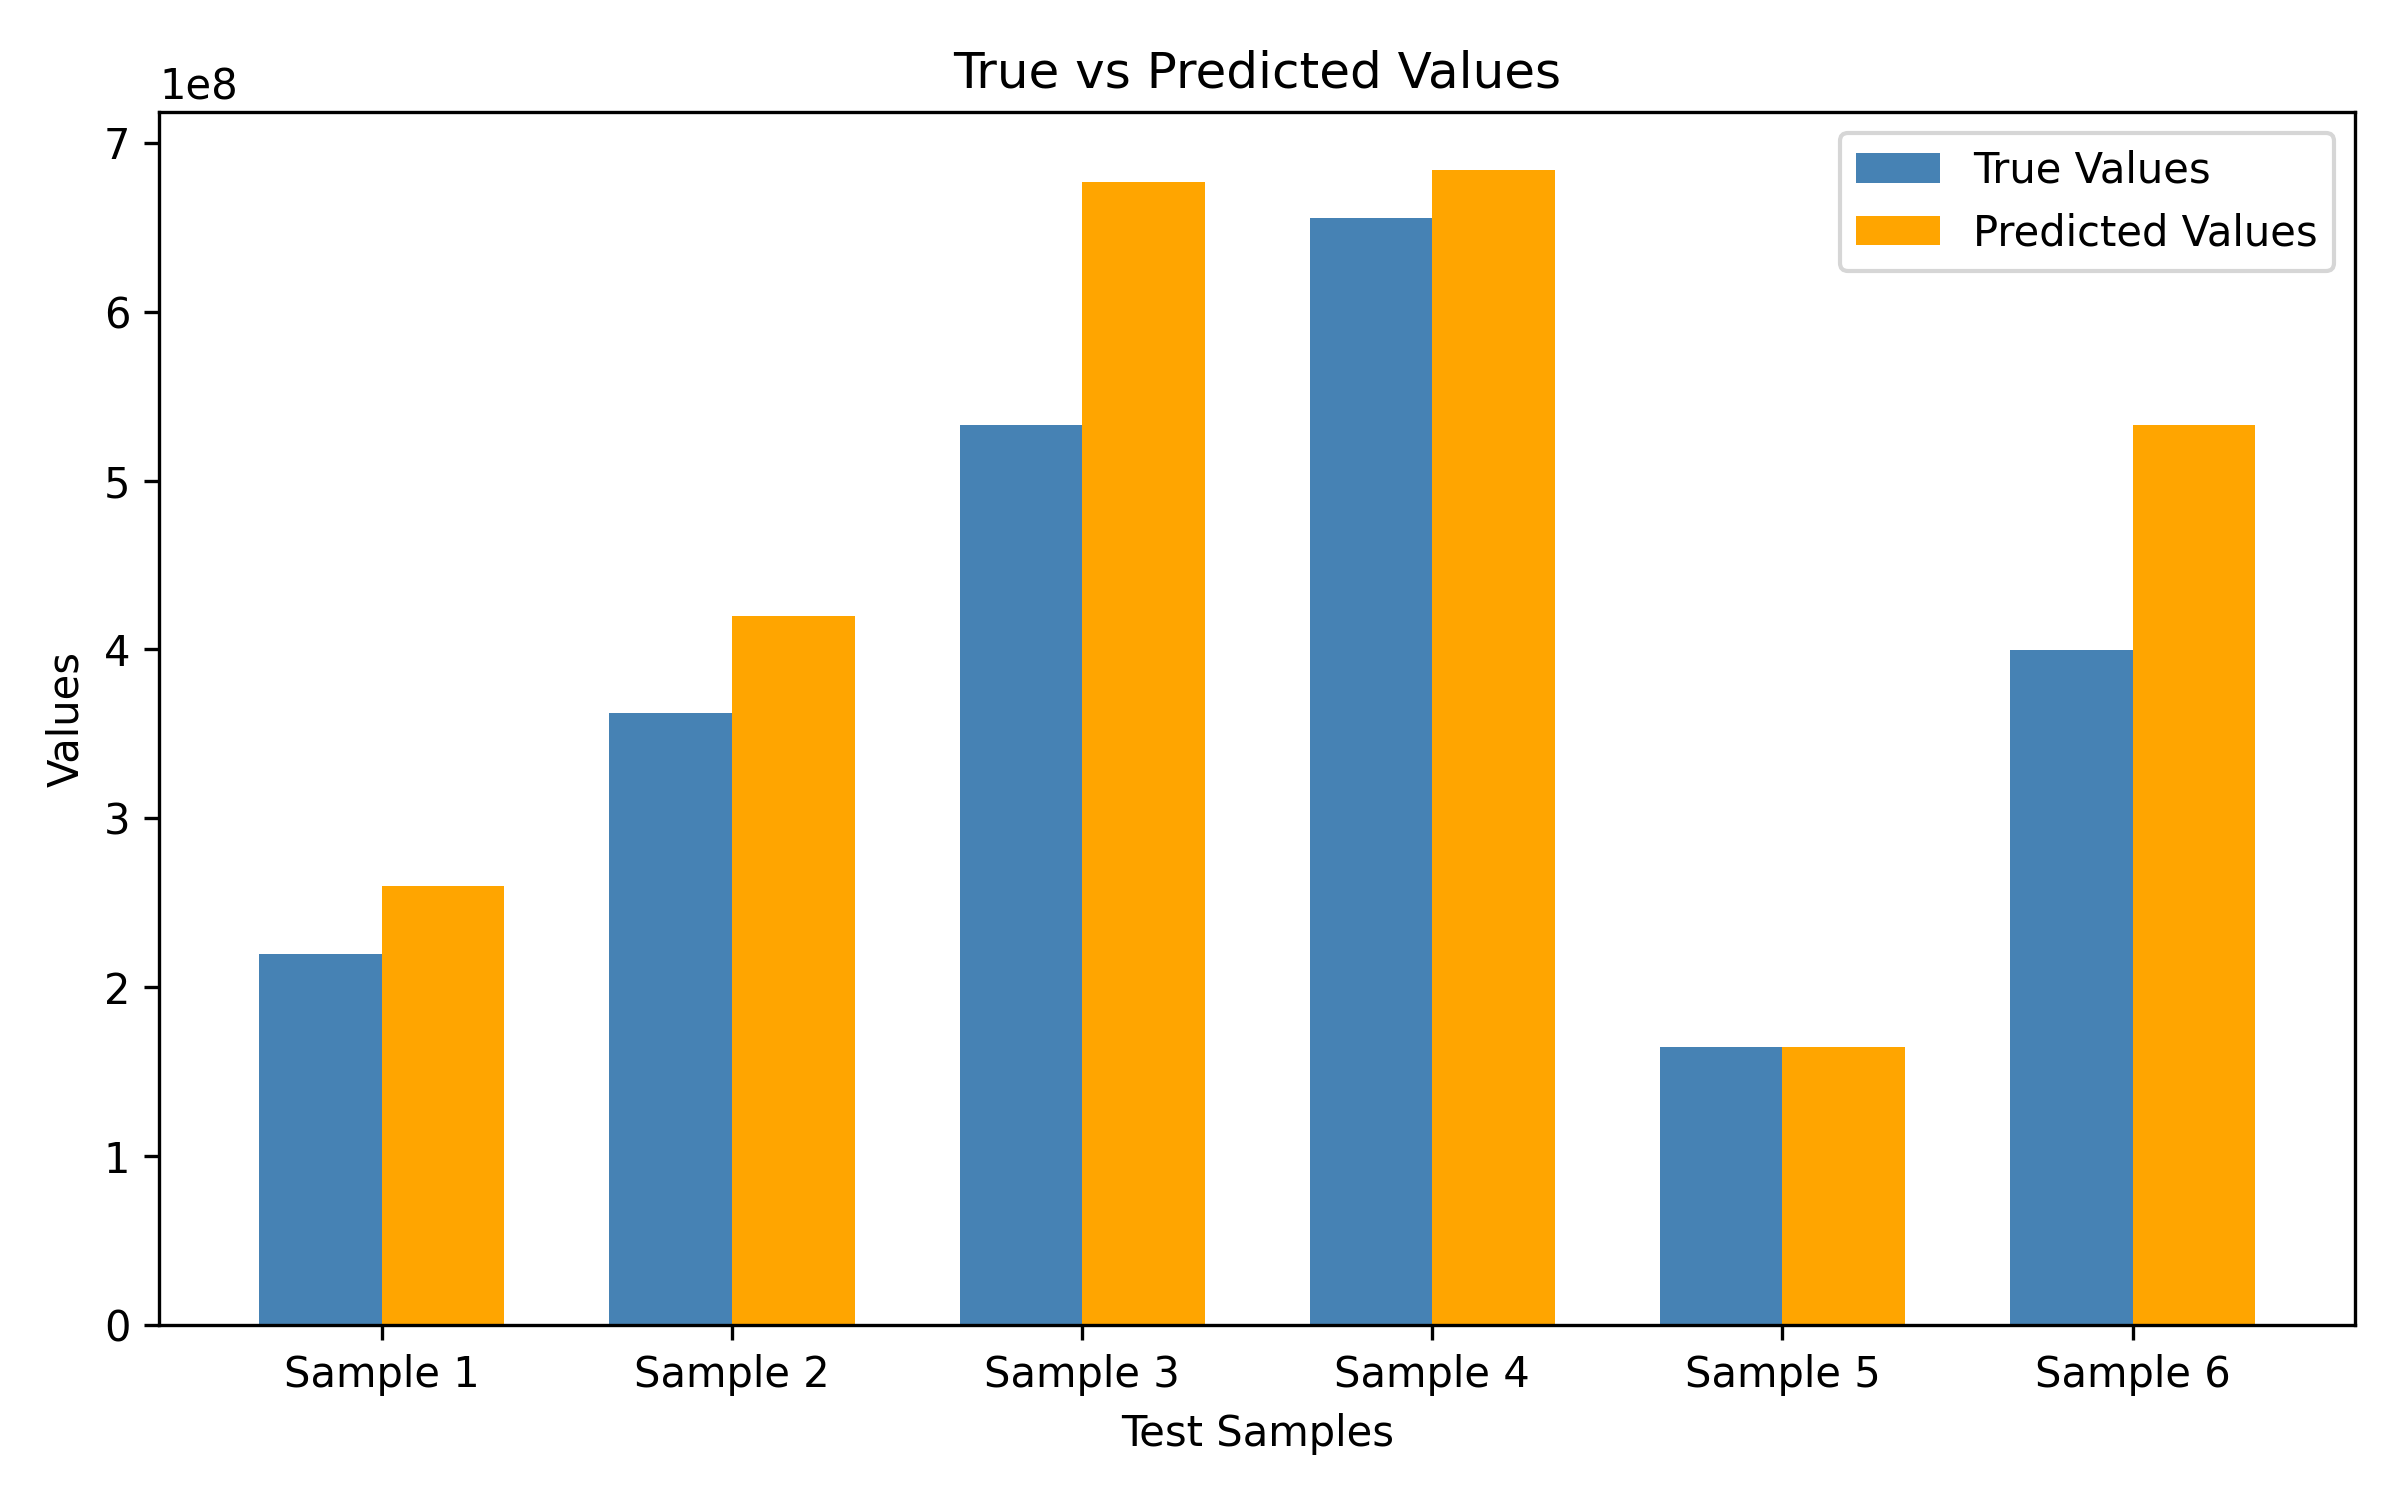 True vs Predicted Values
1e8
True Values
Predicted Values
7
6
5
4
3
2
1
0
Values
Sample 1 Sample 2 Sample 3 Sample 4 Sample 5 Sample 6
Test Samples